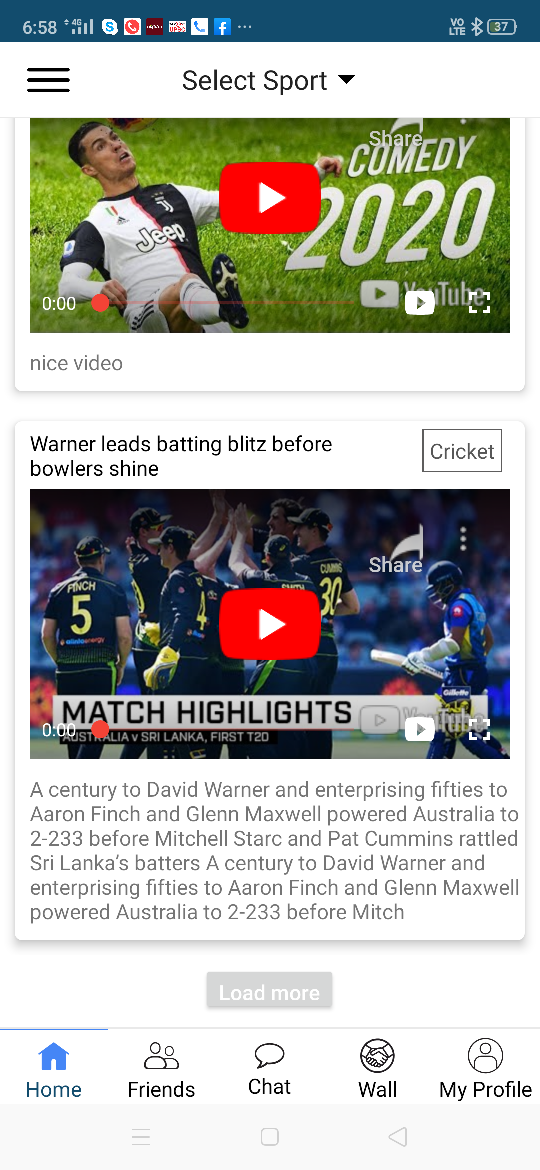 6:58 4G VO LTE 37
Select Sport
Share
COMEDY
2020
Jeep
YouTube
0:00
nice video
Warner leads batting blitz before
bowlers shine
Cricket
Share
FINCH
5
4
SMITH
CUMMINS
30
Gillette
MATCH HIGHLIGHTS
YouTube
0:00
AUSTRALIA v SRI LANKA, FIRST T20
A century to David Warner and enterprising fifties to
Aaron Finch and Glenn Maxwell powered Australia to
2-233 before Mitchell Starc and Pat Cummins rattled
Sri Lanka's batters A century to David Warner and
enterprising fifties to Aaron Finch and Glenn Maxwell
powered Australia to 2-233 before Mitch
Load more
Home
Friends
Chat
Wall
My Profile